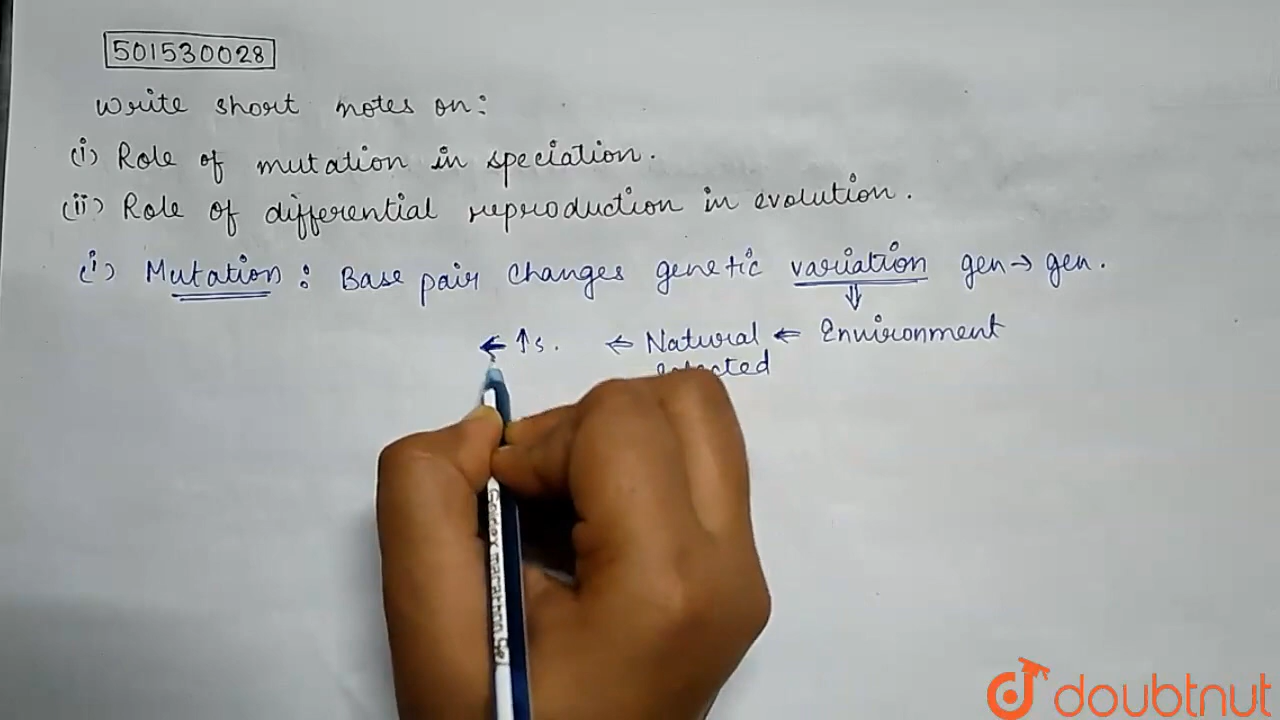 501530028
Write short notes on:
(i) Role of mutation in speciation.
(ii) Role of differential reproduction in evolution.
(i) Mutation : Base pair changes genetic variation gen → gen.
⇓
← ↑s. ⇐ Natural ⇐ Environment
doubtnut